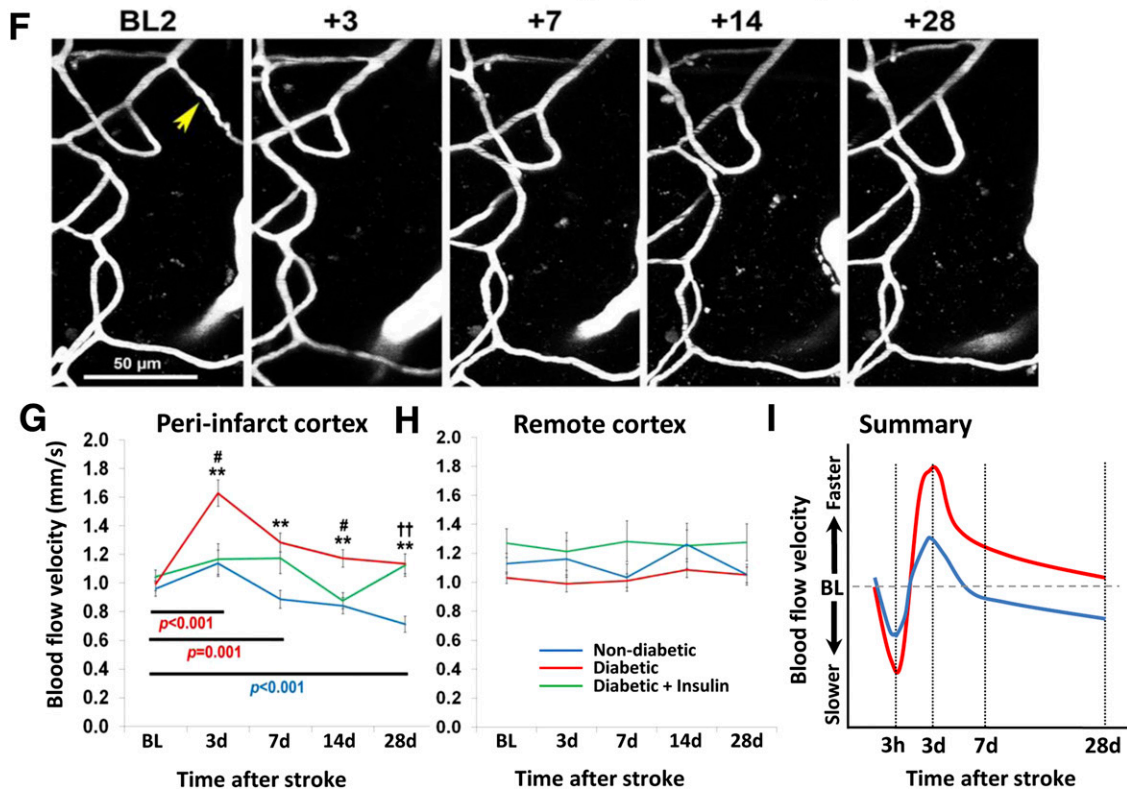 F
BL2 +3 +7 +14 +28
50 µm
G Peri-infarct cortex
Blood flow velocity (mm/s)
2.0
1.8
1.6
1.4
1.2
1.0
0.8
0.6
0.4
0.2
0.0
#
**
**
#
**
††
**
p<0.001
p=0.001
p<0.001
BL 3d 7d 14d 28d
Time after stroke
H Remote cortex
2.0
1.8
1.6
1.4
1.2
1.0
0.8
0.6
0.4
0.2
0.0
Non-diabetic
Diabetic
Diabetic + Insulin
BL 3d 7d 14d 28d
Time after stroke
I Summary
Blood flow velocity
Faster
BL
Slower
3h 3d 7d 28d
Time after stroke